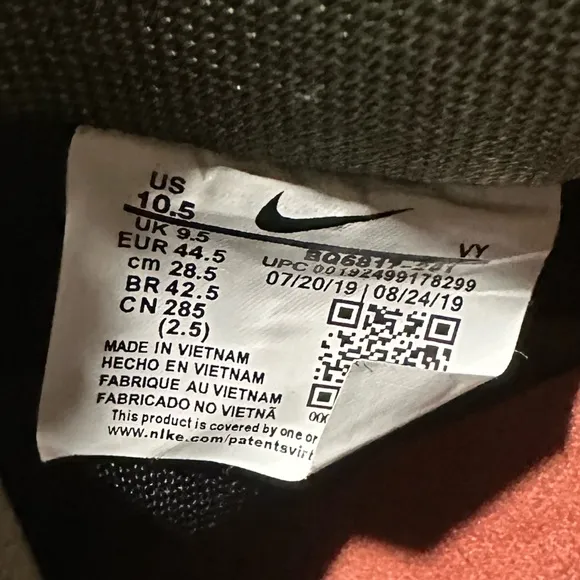 US
10.5
UK 9.5
EUR 44.5
cm 28.5
BR 42.5
CN 285
(2.5)
VY
UPC 00192499178299
07/20/19 | 08/24/19
MADE IN VIETNAM
HECHO EN VIETNAM
FABRIQUE AU VIETNAM
FABRICADO NO VIETNÃ
This product is covered by one or
www.nike.com/patents
000